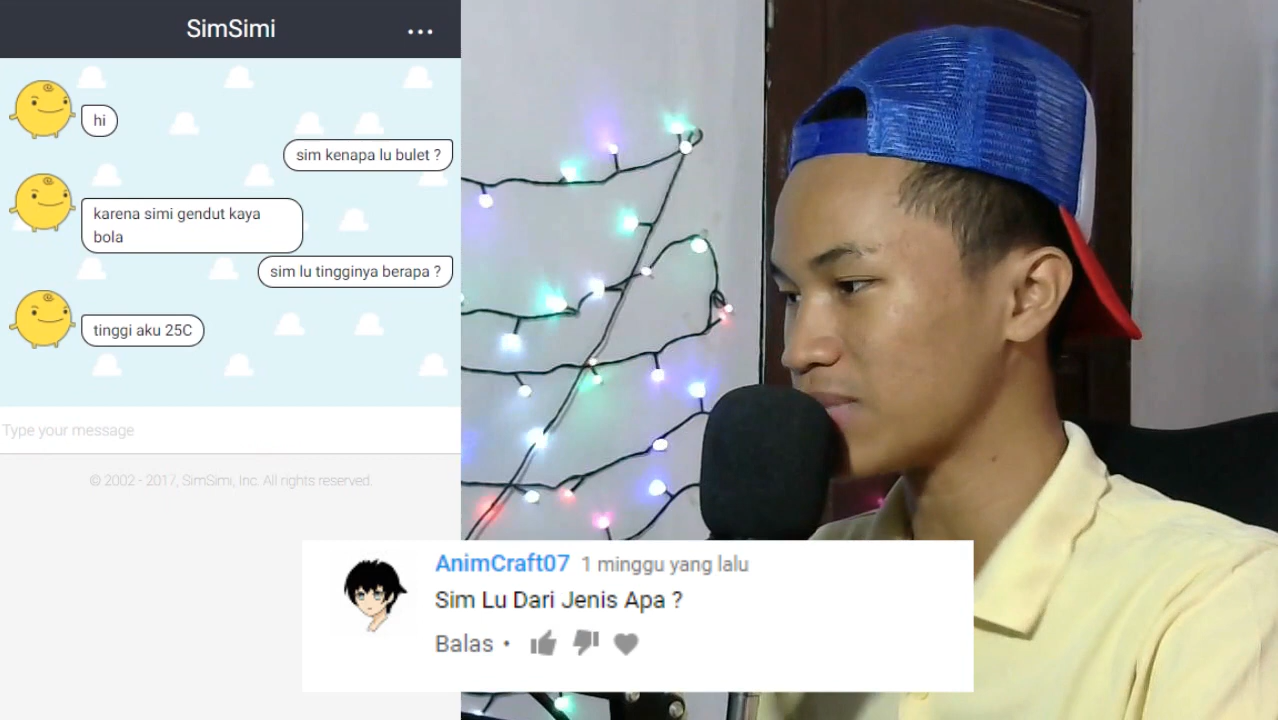 SimSimi
hi
sim kenapa lu bulet ?
karena simi gendut kaya
bola
sim lu tingginya berapa ?
tinggi aku 25C
Type your message
© 2002 - 2017, SimSimi, Inc. All rights reserved.
AnimCraft07 1 minggu yang lalu
Sim Lu Dari Jenis Apa ?
Balas •